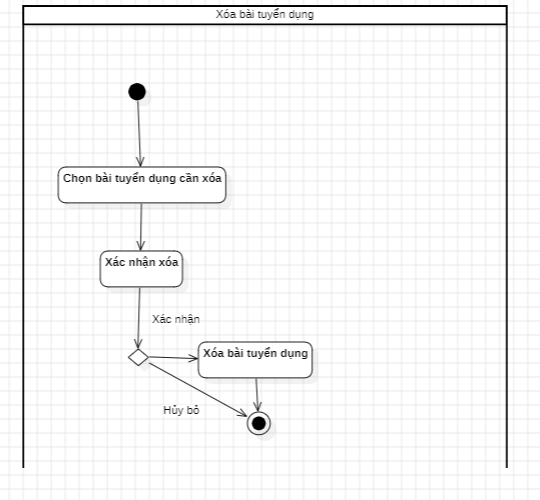 Xóa bài tuyển dụng
Chọn bài tuyển dụng cần xóa
Xác nhận xóa
Xác nhận
Xóa bài tuyển dụng
Hủy bỏ